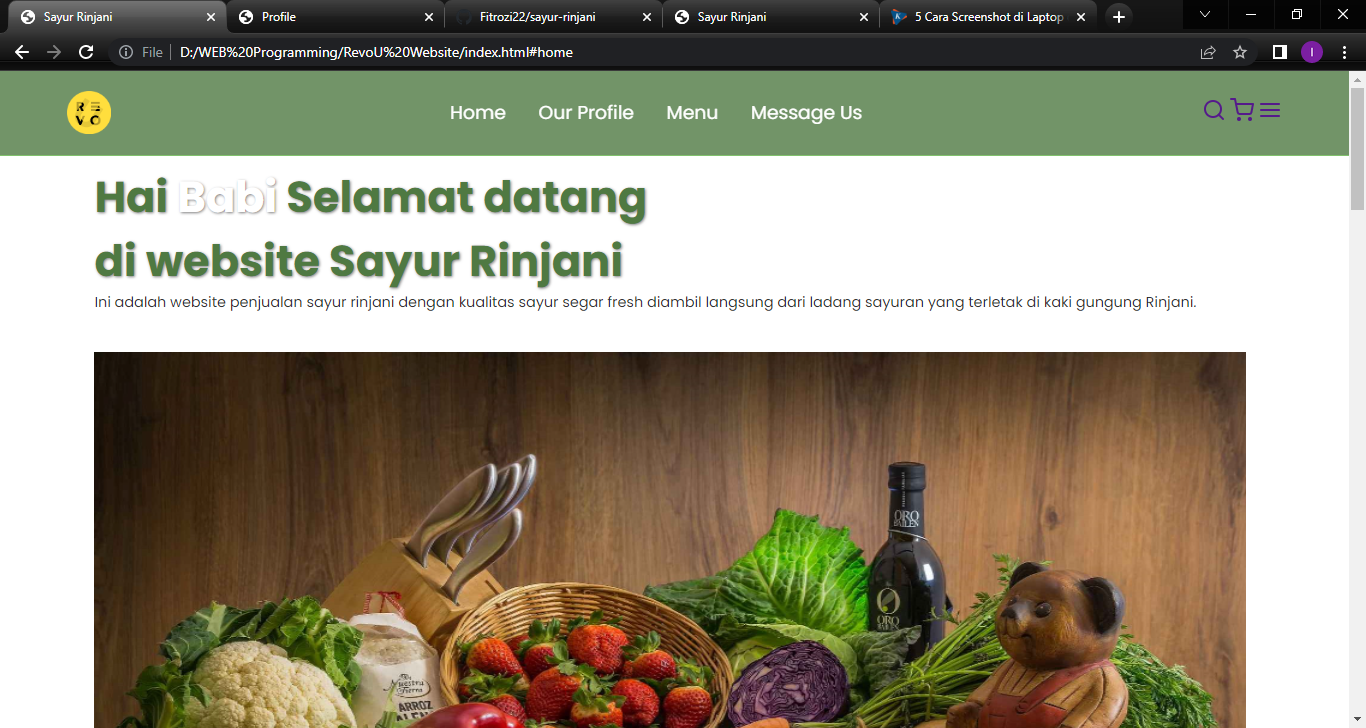 Sayur Rinjani
Profile
Fitrozi22/sayur-rinjani
Sayur Rinjani
5 Cara Screenshot di Laptop
File
D:/WEB%20Programming/RevoU%20Website/index.html#home
I
Home
Our Profile
Menu
Message Us
Hai Babi Selamat datang
di website Sayur Rinjani
Ini adalah website penjualan sayur rinjani dengan kualitas sayur segar fresh diambil langsung dari ladang sayuran yang terletak di kaki gungung Rinjani.
ORO
BAILEN
ORO
Nuestra
Tierra
ARROZ